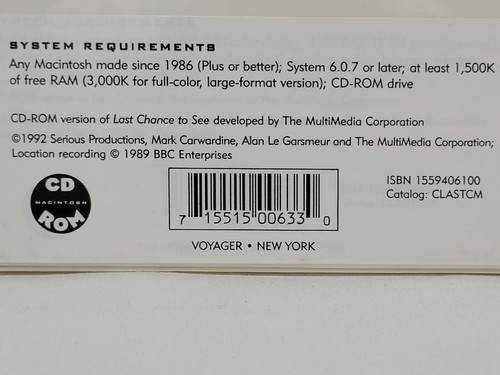 SYSTEM REQUIREMENTS
Any Macintosh made since 1986 (Plus or better); System 6.0.7 or later; at least 1,500K
of free RAM (3,000K for full-color, large-format version); CD-ROM drive
CD-ROM version of Last Chance to See developed by The MultiMedia Corporation
©1992 Serious Productions, Mark Carwardine, Alan Le Garsmeur and The MultiMedia Corporation;
Location recording © 1989 BBC Enterprises
CD
MACINTOSH
ROM
7 15515 00633 0
ISBN 1559406100
Catalog: CLASTCM
VOYAGER • NEW YORK